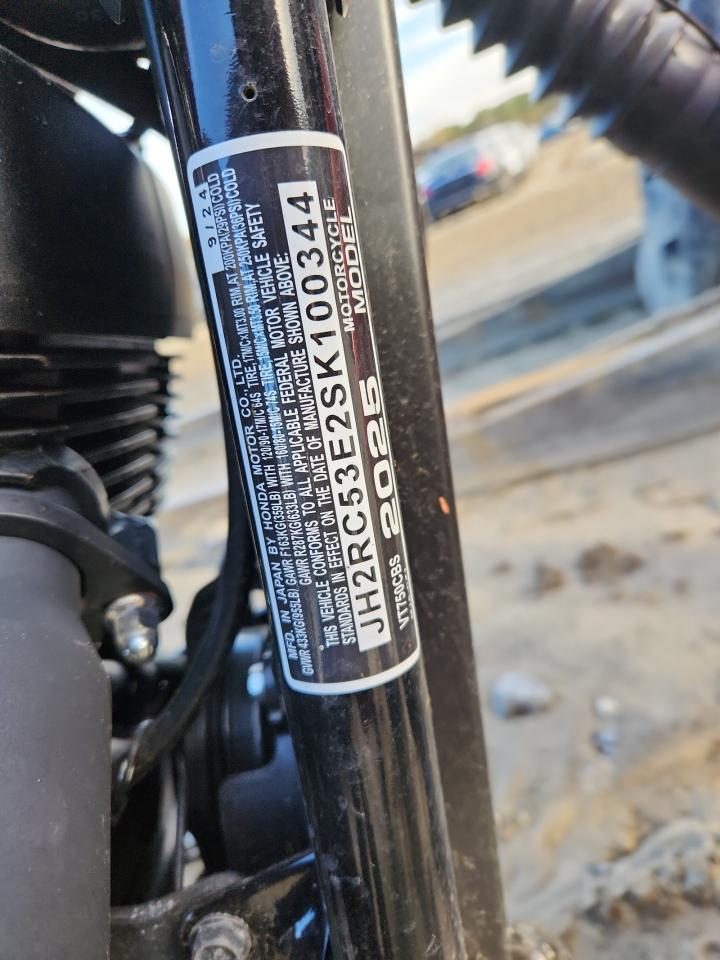 MFD. IN JAPAN BY HONDA MOTOR CO., LTD. 9/24
GVWR 433KG(955LB) GAWR F163KG(359LB) WITH 120/90-17M/C 64S TIRE,17M/C×MT3.00 RIM,AT 200KPA(29PSI)COLD
GAWR R287KG(633LB) WITH 160/80-15M/C 74S TIRE,15M/C×MT3.50 RIM,AT 250KPA(36PSI)COLD
THIS VEHICLE CONFORMS TO ALL APPLICABLE FEDERAL MOTOR VEHICLE SAFETY
STANDARDS IN EFFECT ON THE DATE OF MANUFACTURE SHOWN ABOVE:
JH2RC53E2SK100344
VT750CBS 2025 MOTORCYCLE
MODEL